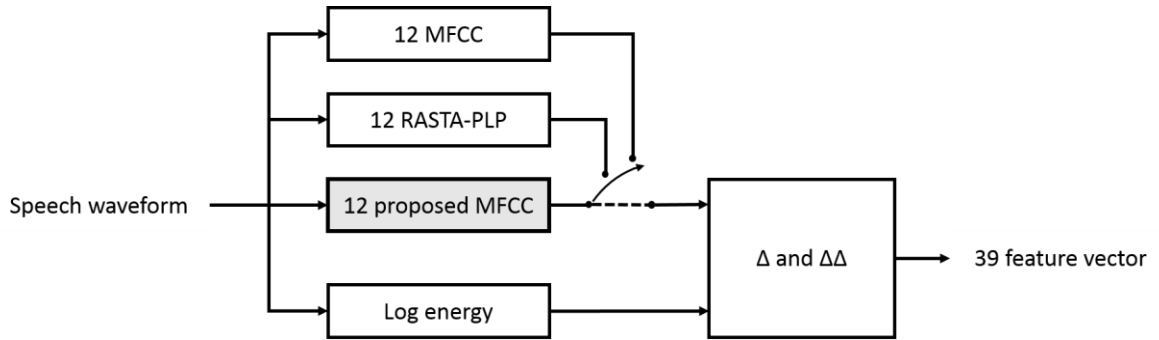 12 MFCC
12 RASTA-PLP
Speech waveform
12 proposed MFCC
Δ and ΔΔ
39 feature vector
Log energy